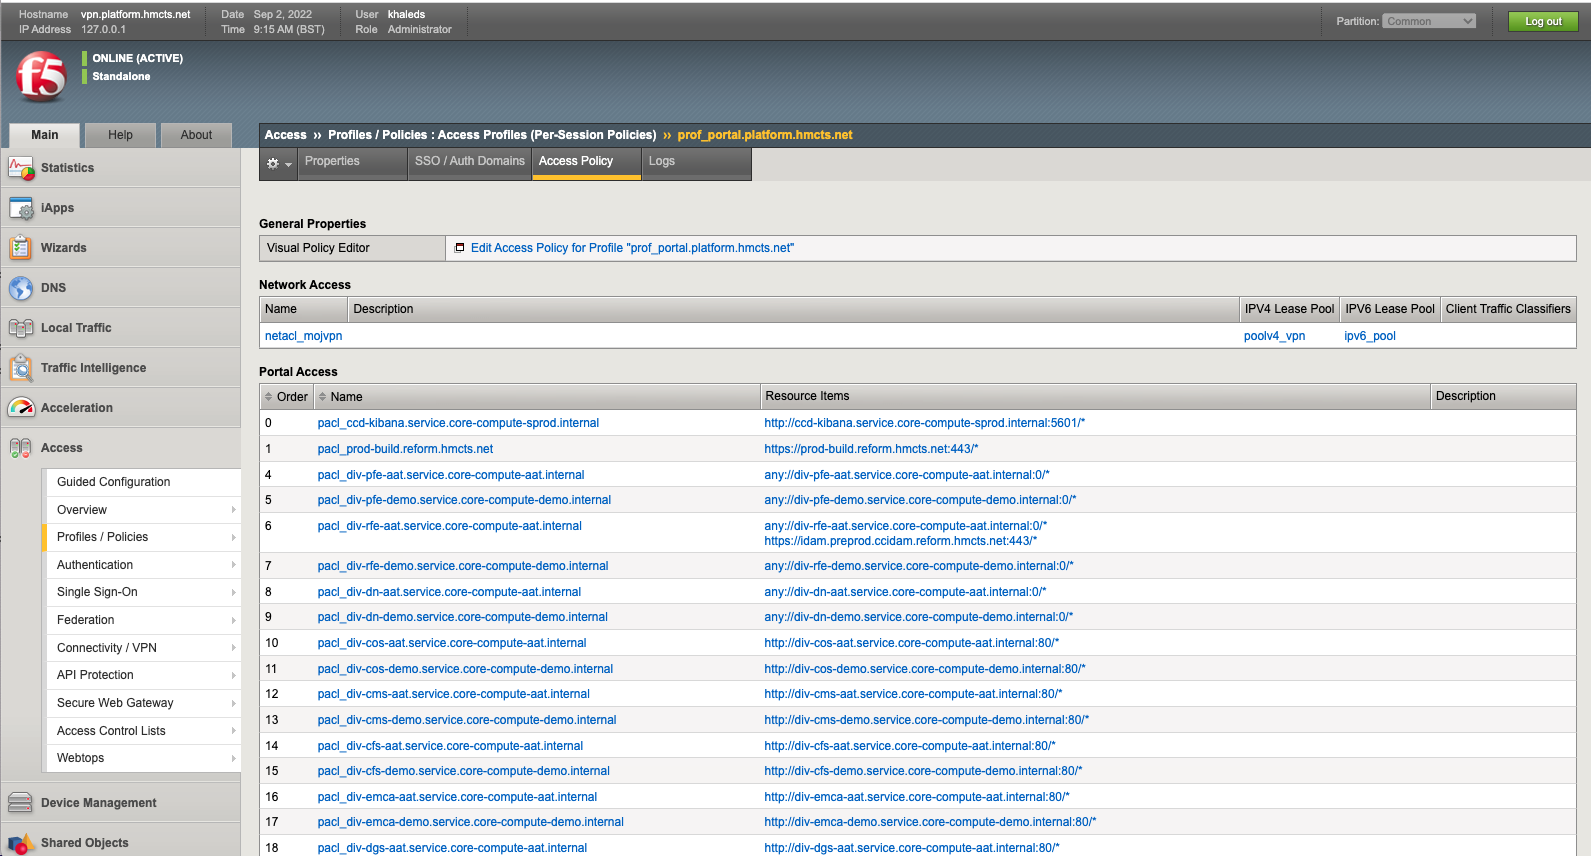 Hostname vpn.platform.hmcts.net Date Sep 2, 2022 User khaleds
IP Address 127.0.0.1 Time 9:15 AM (BST) Role Administrator
Partition: Common Log out
f5
ONLINE (ACTIVE)
Standalone
Main Help About
Access ›› Profiles / Policies : Access Profiles (Per-Session Policies) ›› prof_portal.platform.hmcts.net
Properties SSO / Auth Domains Access Policy Logs
Statistics
iApps
Wizards
DNS
Local Traffic
Traffic Intelligence
Acceleration
Access
Guided Configuration
Overview
Profiles / Policies
Authentication
Single Sign-On
Federation
Connectivity / VPN
API Protection
Secure Web Gateway
Access Control Lists
Webtops
Device Management
Shared Objects
General Properties
Visual Policy Editor Edit Access Policy for Profile "prof_portal.platform.hmcts.net"
Network Access
Name Description IPV4 Lease Pool IPV6 Lease Pool Client Traffic Classifiers
netacl_mojvpn poolv4_vpn ipv6_pool
Portal Access
Order Name Resource Items Description
0 pacl_ccd-kibana.service.core-compute-sprod.internal http://ccd-kibana.service.core-compute-sprod.internal:5601/*
1 pacl_prod-build.reform.hmcts.net https://prod-build.reform.hmcts.net:443/*
4 pacl_div-pfe-aat.service.core-compute-aat.internal any://div-pfe-aat.service.core-compute-aat.internal:0/*
5 pacl_div-pfe-demo.service.core-compute-demo.internal any://div-pfe-demo.service.core-compute-demo.internal:0/*
6 pacl_div-rfe-aat.service.core-compute-aat.internal any://div-rfe-aat.service.core-compute-aat.internal:0/*
https://idam.preprod.ccidam.reform.hmcts.net:443/*
7 pacl_div-rfe-demo.service.core-compute-demo.internal any://div-rfe-demo.service.core-compute-demo.internal:0/*
8 pacl_div-dn-aat.service.core-compute-aat.internal any://div-dn-aat.service.core-compute-aat.internal:0/*
9 pacl_div-dn-demo.service.core-compute-demo.internal any://div-dn-demo.service.core-compute-demo.internal:0/*
10 pacl_div-cos-aat.service.core-compute-aat.internal http://div-cos-aat.service.core-compute-aat.internal:80/*
11 pacl_div-cos-demo.service.core-compute-demo.internal http://div-cos-demo.service.core-compute-demo.internal:80/*
12 pacl_div-cms-aat.service.core-compute-aat.internal http://div-cms-aat.service.core-compute-aat.internal:80/*
13 pacl_div-cms-demo.service.core-compute-demo.internal http://div-cms-demo.service.core-compute-demo.internal:80/*
14 pacl_div-cfs-aat.service.core-compute-aat.internal http://div-cfs-aat.service.core-compute-aat.internal:80/*
15 pacl_div-cfs-demo.service.core-compute-demo.internal http://div-cfs-demo.service.core-compute-demo.internal:80/*
16 pacl_div-emca-aat.service.core-compute-aat.internal http://div-emca-aat.service.core-compute-aat.internal:80/*
17 pacl_div-emca-demo.service.core-compute-demo.internal http://div-emca-demo.service.core-compute-demo.internal:80/*
18 pacl_div-dgs-aat.service.core-compute-aat.internal http://div-dgs-aat.service.core-compute-aat.internal:80/*